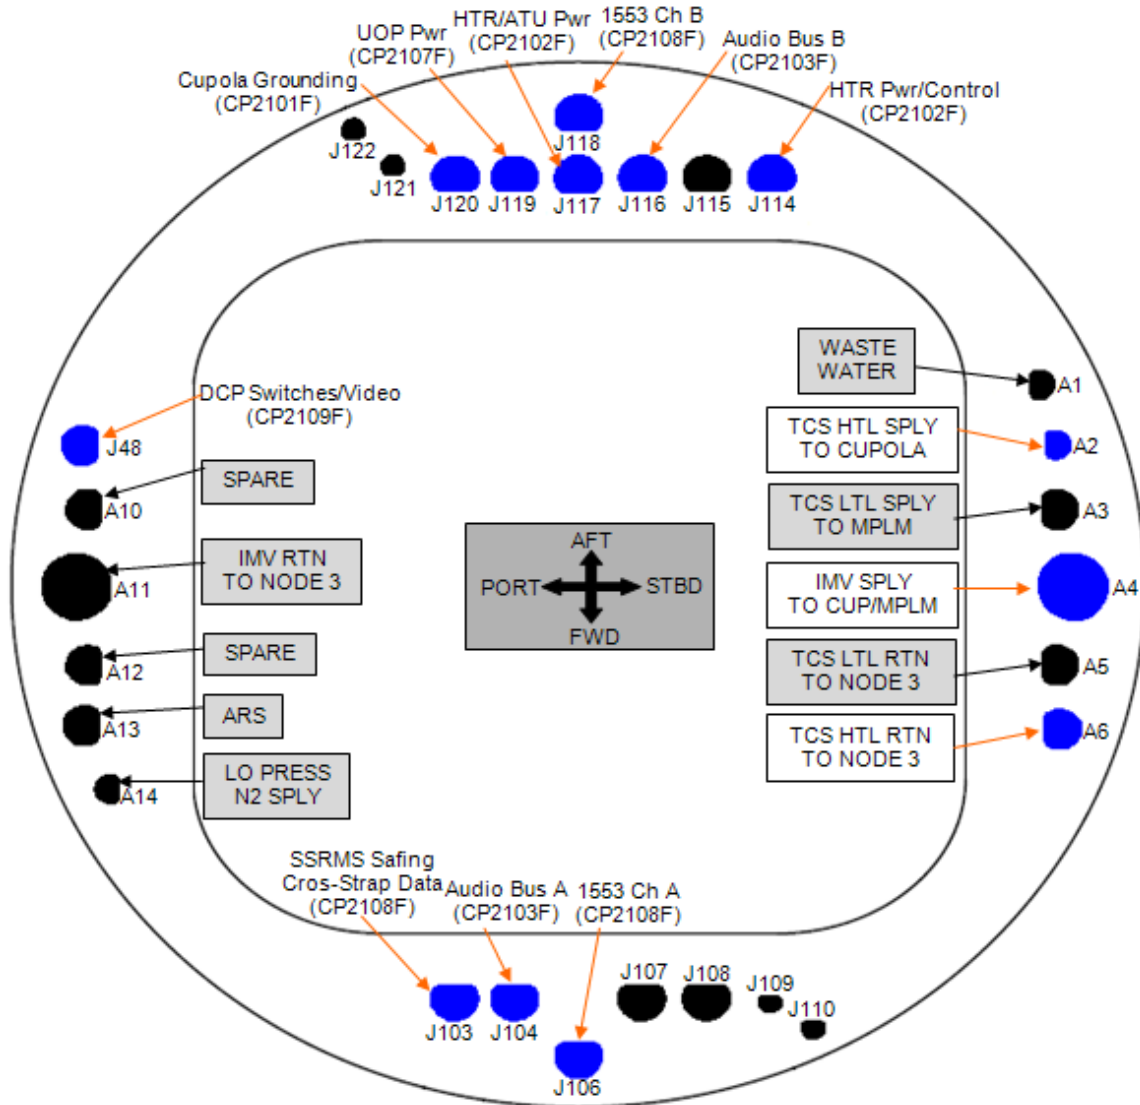 HTR/ATU Pwr
(CP2102F)
1553 Ch B
(CP2108F)
UOP Pwr
(CP2107F)
Audio Bus B
(CP2103F)
Cupola Grounding
(CP2101F)
HTR Pwr/Control
(CP2102F)
J122
J118
J121
J120
J119
J117
J116
J115
J114
WASTE
WATER
A1
DCP Switches/Video
(CP2109F)
J48
TCS HTL SPLY
TO CUPOLA
A2
SPARE
A10
TCS LTL SPLY
TO MPLM
A3
AFT
PORT
STBD
FWD
IMV RTN
TO NODE 3
A11
IMV SPLY
TO CUP/MPLM
A4
SPARE
A12
TCS LTL RTN
TO NODE 3
A5
ARS
A13
TCS HTL RTN
TO NODE 3
A6
LO PRESS
N2 SPLY
A14
SSRMS Safing
Cros-Strap Data
(CP2108F)
Audio Bus A
(CP2103F)
1553 Ch A
(CP2108F)
J107
J108
J109
J110
J103
J104
J106